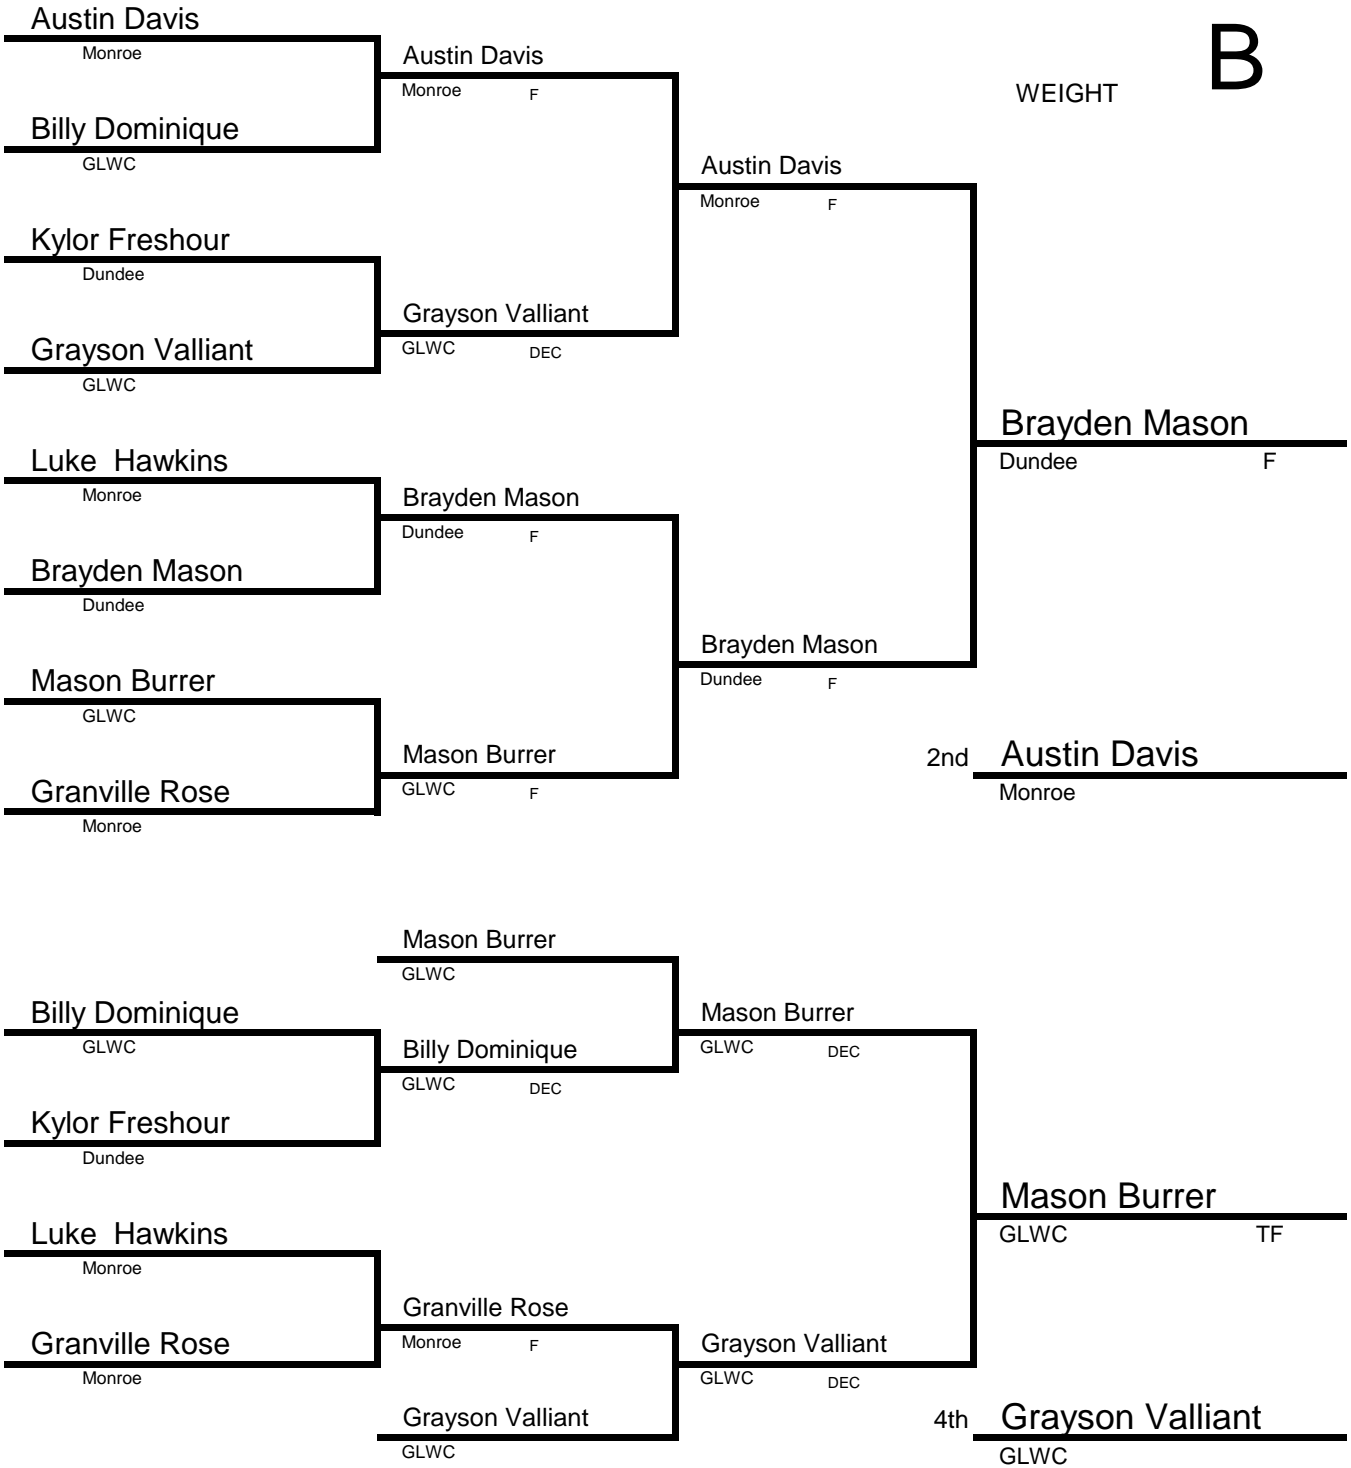 Austin Davis
Monroe
Billy Dominique
GLWC
Kylor Freshour
Dundee
Grayson Valliant
GLWC
Luke  Hawkins
Monroe
Brayden Mason
Dundee
Mason Burrer
GLWC
Granville Rose
Monroe
Austin Davis
Monroe F
Grayson Valliant
GLWC DEC
Brayden Mason
Dundee F
Mason Burrer
GLWC F
Austin Davis
Monroe F
Brayden Mason
Dundee F
WEIGHT B
Brayden Mason
Dundee F
2nd Austin Davis
Monroe
Billy Dominique
GLWC
Kylor Freshour
Dundee
Luke  Hawkins
Monroe
Granville Rose
Monroe
Mason Burrer
GLWC
Billy Dominique
GLWC DEC
Granville Rose
Monroe F
Grayson Valliant
GLWC
Mason Burrer
GLWC DEC
Grayson Valliant
GLWC DEC
Mason Burrer
GLWC TF
4th Grayson Valliant
GLWC